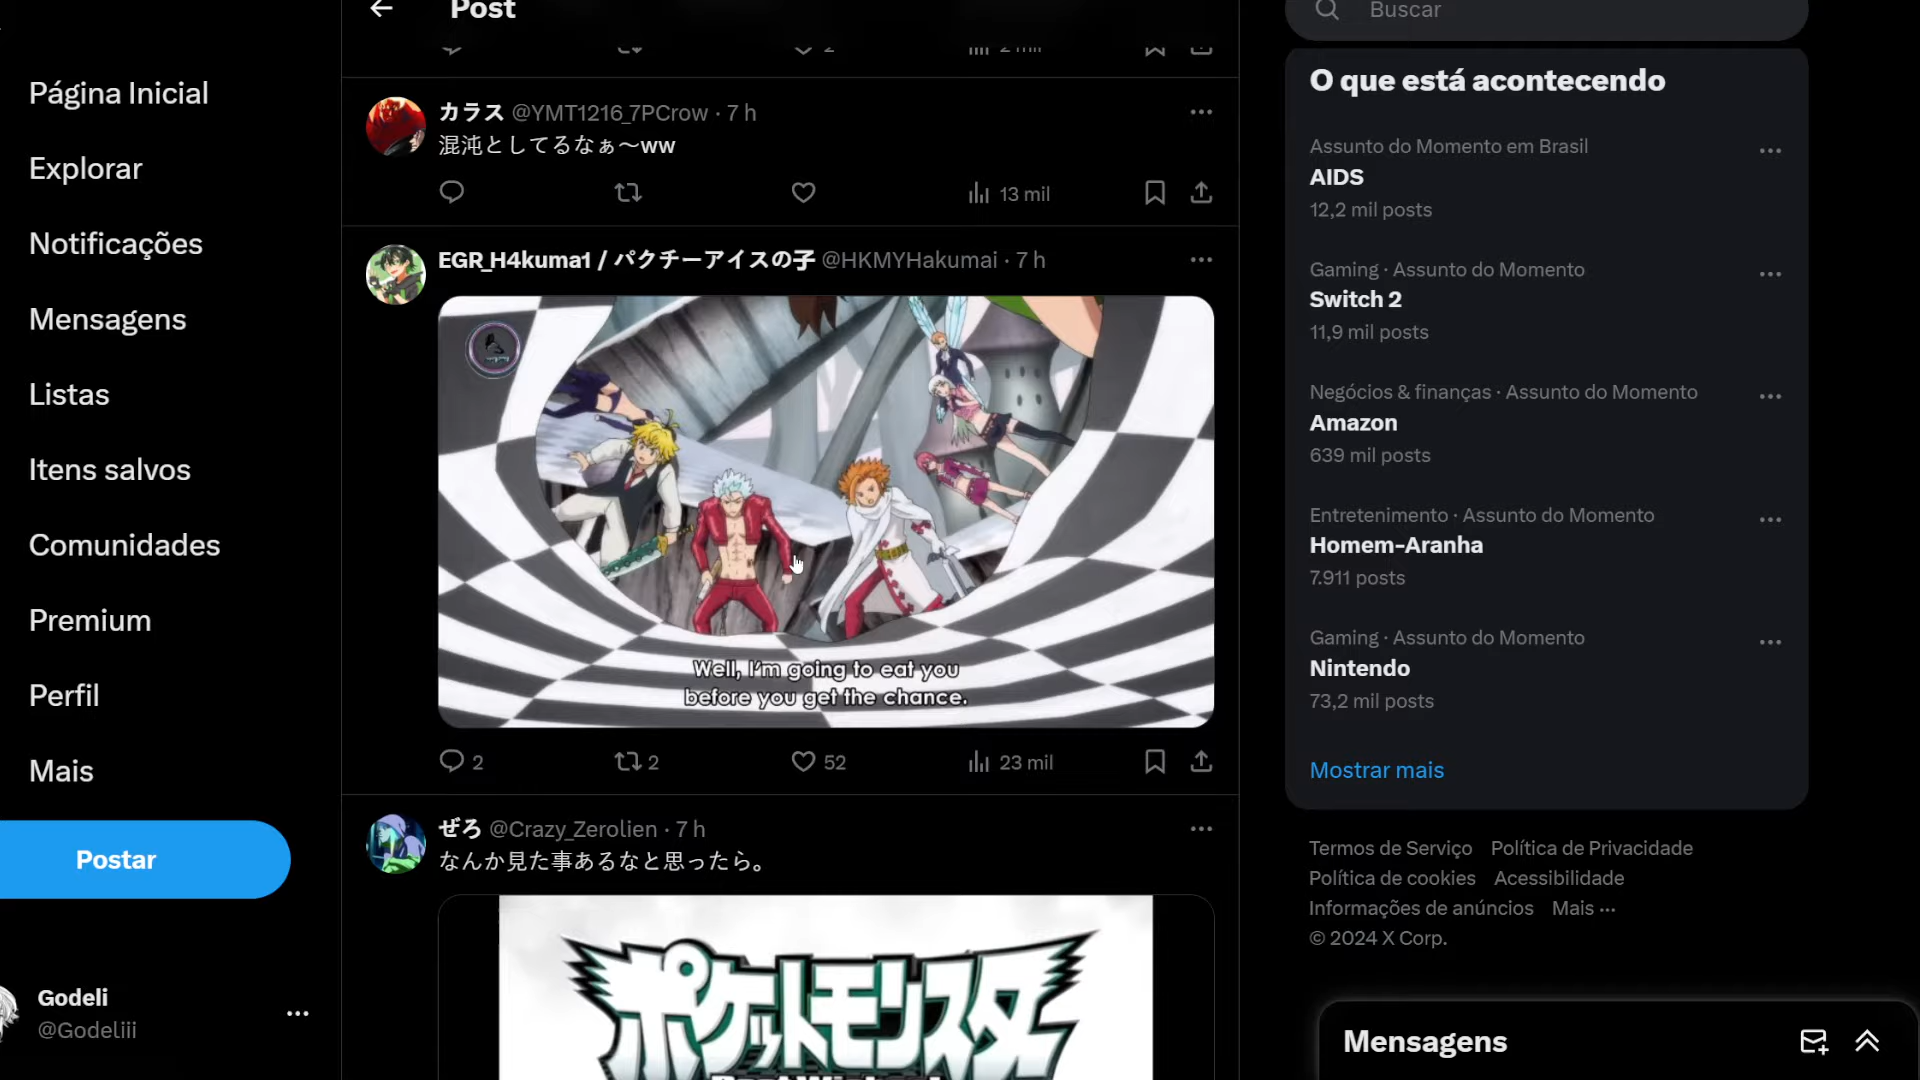 Post
Buscar
Página Inicial
Explorar
Notificações
Mensagens
Listas
Itens salvos
Comunidades
Premium
Perfil
Mais
Postar
Godeli
@Godeliii
2
2 mil
カラス @YMT1216_7PCrow · 7 h
混沌としてるなぁ〜ww
13 mil
EGR_H4kuma1 / パクチーアイスの子 @HKMYHakumai · 7 h
Well, I'm going to eat you
before you get the chance.
2 2 52 23 mil
ぜろ @Crazy_Zerolien · 7 h
なんか見た事あるなと思ったら。
ポケットモンスター
O que está acontecendo
Assunto do Momento em Brasil
AIDS
12,2 mil posts
Gaming · Assunto do Momento
Switch 2
11,9 mil posts
Negócios & finanças · Assunto do Momento
Amazon
639 mil posts
Entretenimento · Assunto do Momento
Homem-Aranha
7.911 posts
Gaming · Assunto do Momento
Nintendo
73,2 mil posts
Mostrar mais
Termos de Serviço Política de Privacidade
Política de cookies Acessibilidade
Informações de anúncios Mais ···
© 2024 X Corp.
Mensagens